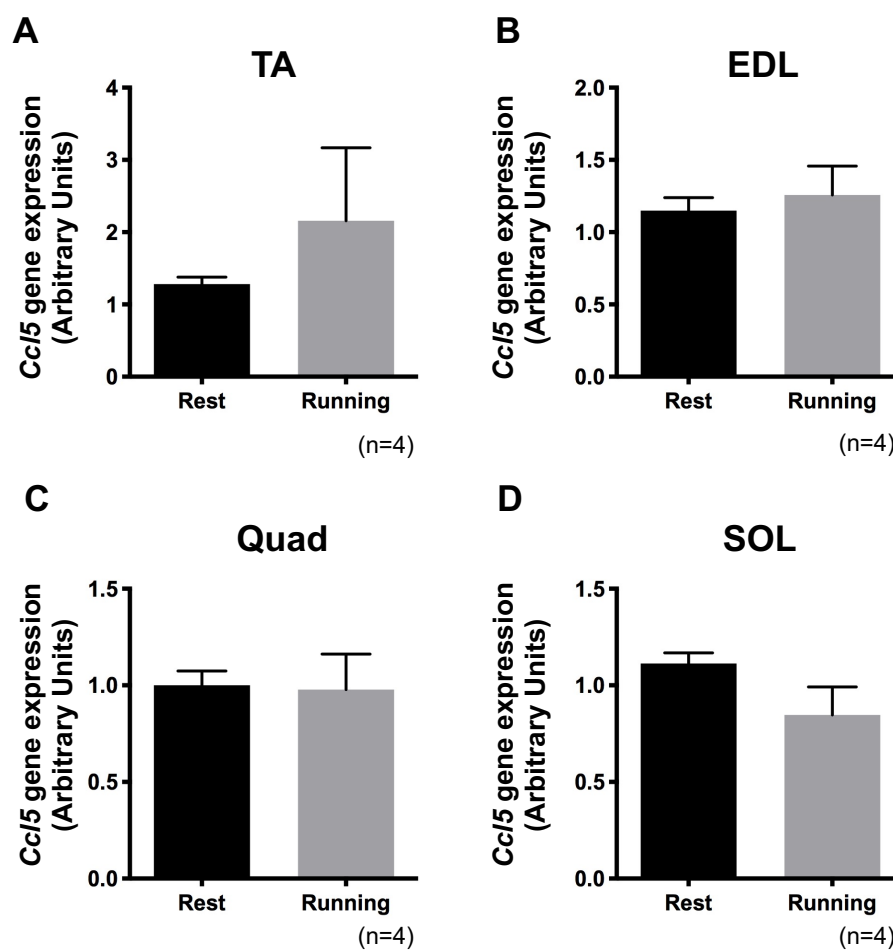 A
TA
Ccl5 gene expression
(Arbitrary Units)
4
3
2
1
0
Rest
Running
(n=4)
B
EDL
Ccl5 gene expression
(Arbitrary Units)
2.0
1.5
1.0
0.5
0.0
Rest
Running
(n=4)
C
Quad
Ccl5 gene expression
(Arbitrary Units)
1.5
1.0
0.5
0.0
Rest
Running
(n=4)
D
SOL
Ccl5 gene expression
(Arbitrary Units)
1.5
1.0
0.5
0.0
Rest
Running
(n=4)